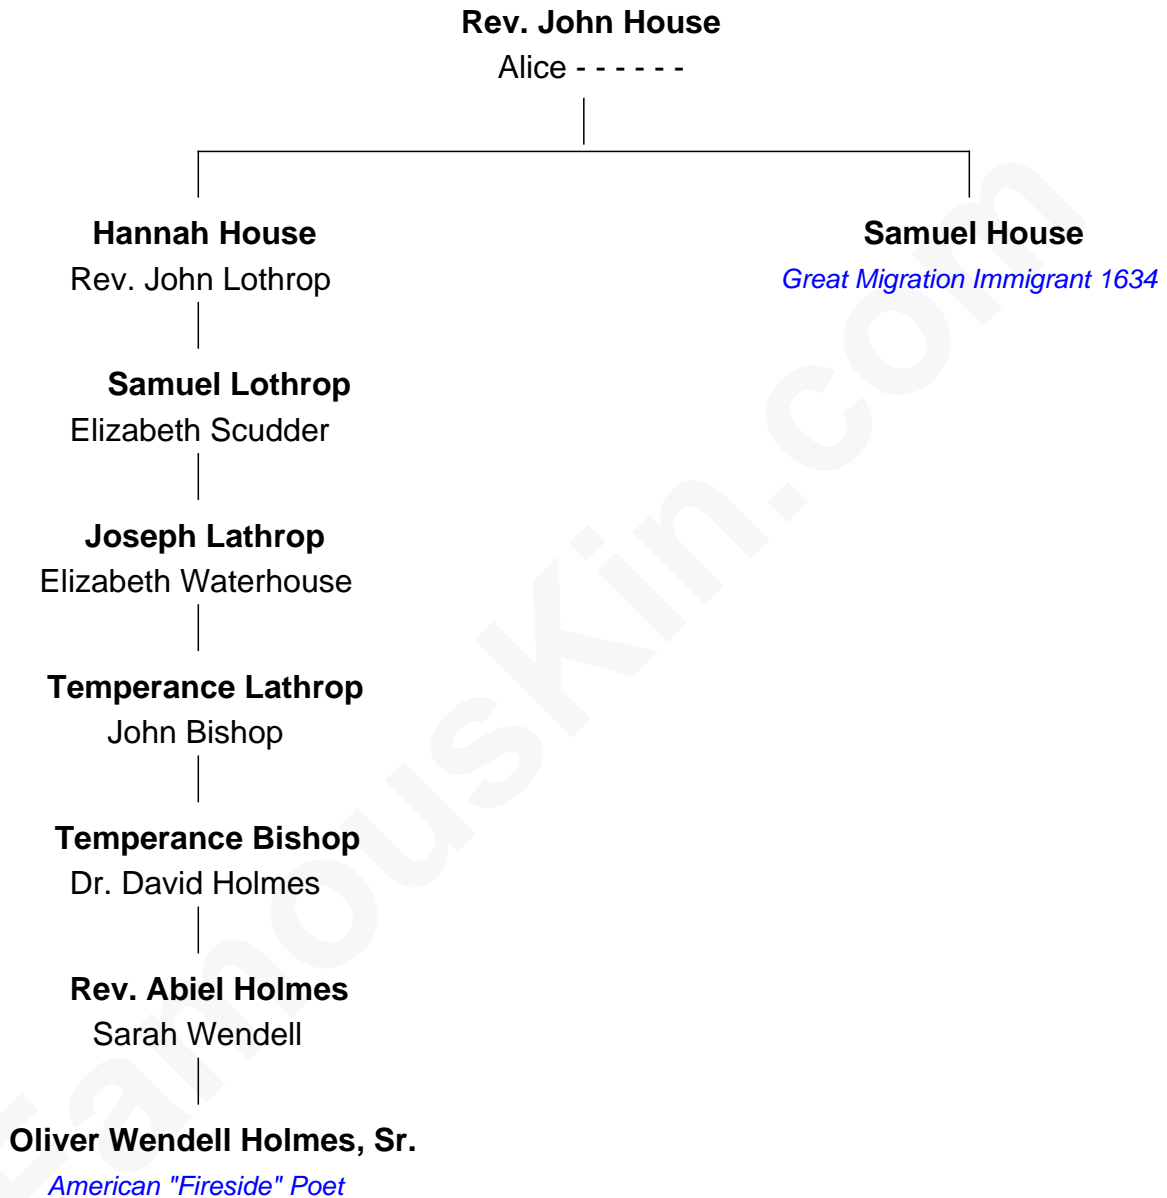 Rev. John House
Alice - - - - - -
Hannah House
Rev. John Lothrop
Samuel House
Great Migration Immigrant 1634
Samuel Lothrop
Elizabeth Scudder
Joseph Lathrop
Elizabeth Waterhouse
Temperance Lathrop
John Bishop
Temperance Bishop
Dr. David Holmes
Rev. Abiel Holmes
Sarah Wendell
Oliver Wendell Holmes, Sr.
American "Fireside" Poet
FamousKin.com